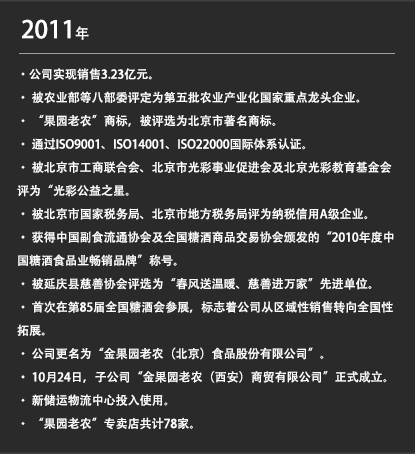 2011年
· 公司实现销售3.23亿元。
· 被农业部等八部委评定为第五批农业产业化国家重点龙头企业。
· “果园老农”商标，被评选为北京市著名商标。
· 通过ISO9001、ISO14001、ISO22000国际体系认证。
· 被北京市工商联合会、北京市光彩事业促进会及北京光彩教育基金会
评为“光彩公益之星。
· 被北京市国家税务局、北京市地方税务局评为纳税信用A级企业。
· 获得中国副食流通协会及全国糖酒商品交易协会颁发的“2010年度中
国糖酒食品业畅销品牌”称号。
· 被延庆县慈善协会评选为“春风送温暖、慈善进万家”先进单位。
· 首次在第85届全国糖酒会参展，标志着公司从区域性销售转向全国性
拓展。
· 公司更名为“金果园老农（北京）食品股份有限公司”。
· 10月24日，子公司“金果园老农（西安）商贸有限公司”正式成立。
· 新储运物流中心投入使用。
· “果园老农”专卖店共计78家。